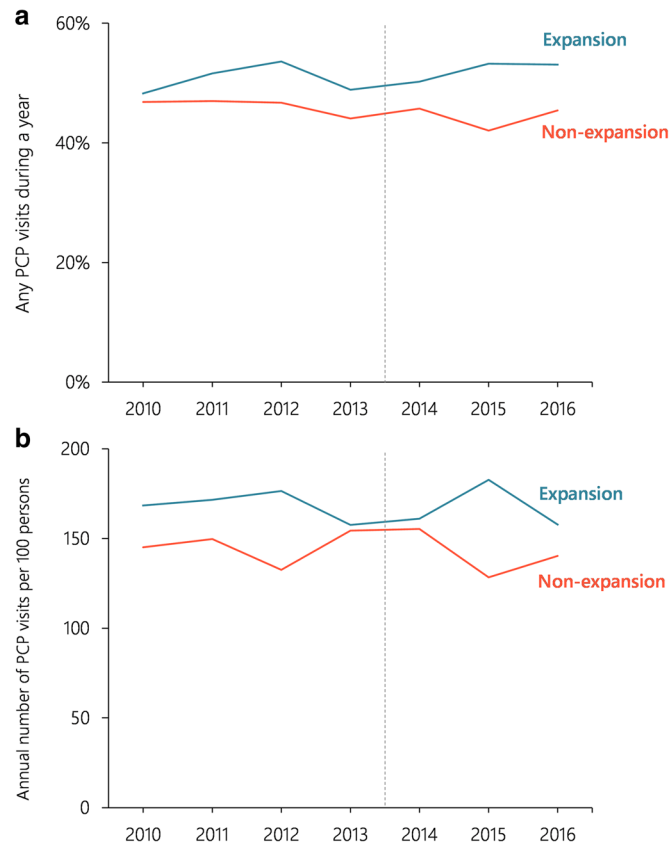 a
60%
40%
20%
0%
Any PCP visits during a year
Expansion
Non-expansion
2010 2011 2012 2013 2014 2015 2016
b
200
150
100
50
0
Annual number of PCP visits per 100 persons
Expansion
Non-expansion
2010 2011 2012 2013 2014 2015 2016